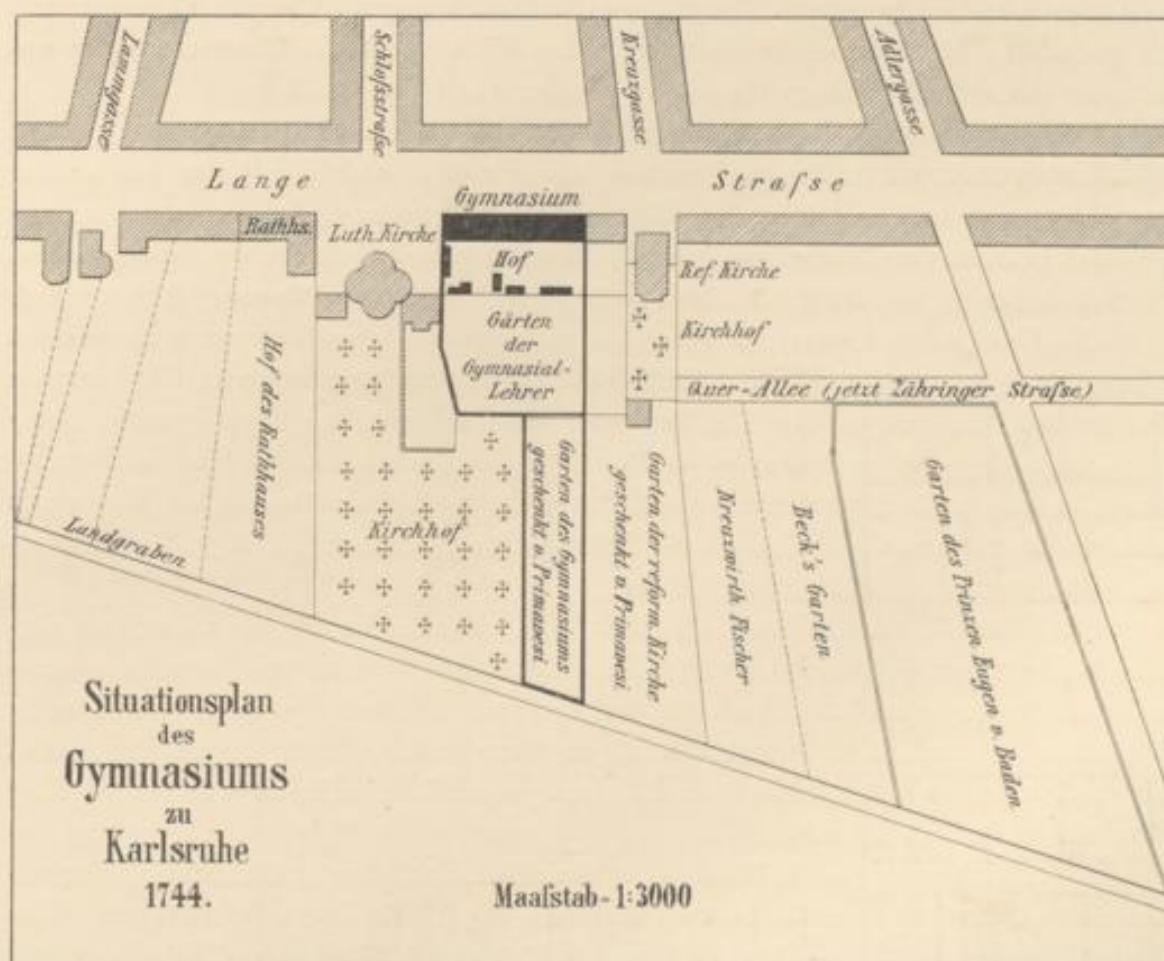 Lammgasse
Schloſsstraſse
Kreuzgasse
Adlergasse
Lange Straſse
Gymnasium
Rathhs.
Luth. Kirche
Hof
Ref. Kirche
Gärten
der
Gymnasial-
Lehrer
Kirchhof
Auer-Allee (jetzt Zähringer Straſse)
Hof des Rathhauses
Landgraben
Kirchhof
Garten des Gymnasiums
geschenkt v. Primavesi
Garten der reform. Kirche
geschenkt v. Primavesi
Kreuzwirth Fischer
Beck's Garten
Garten des Prinzen Eugen v. Baden
Situationsplan
des
Gymnasiums
zu
Karlsruhe
1744.
Maaſstab-1:3000